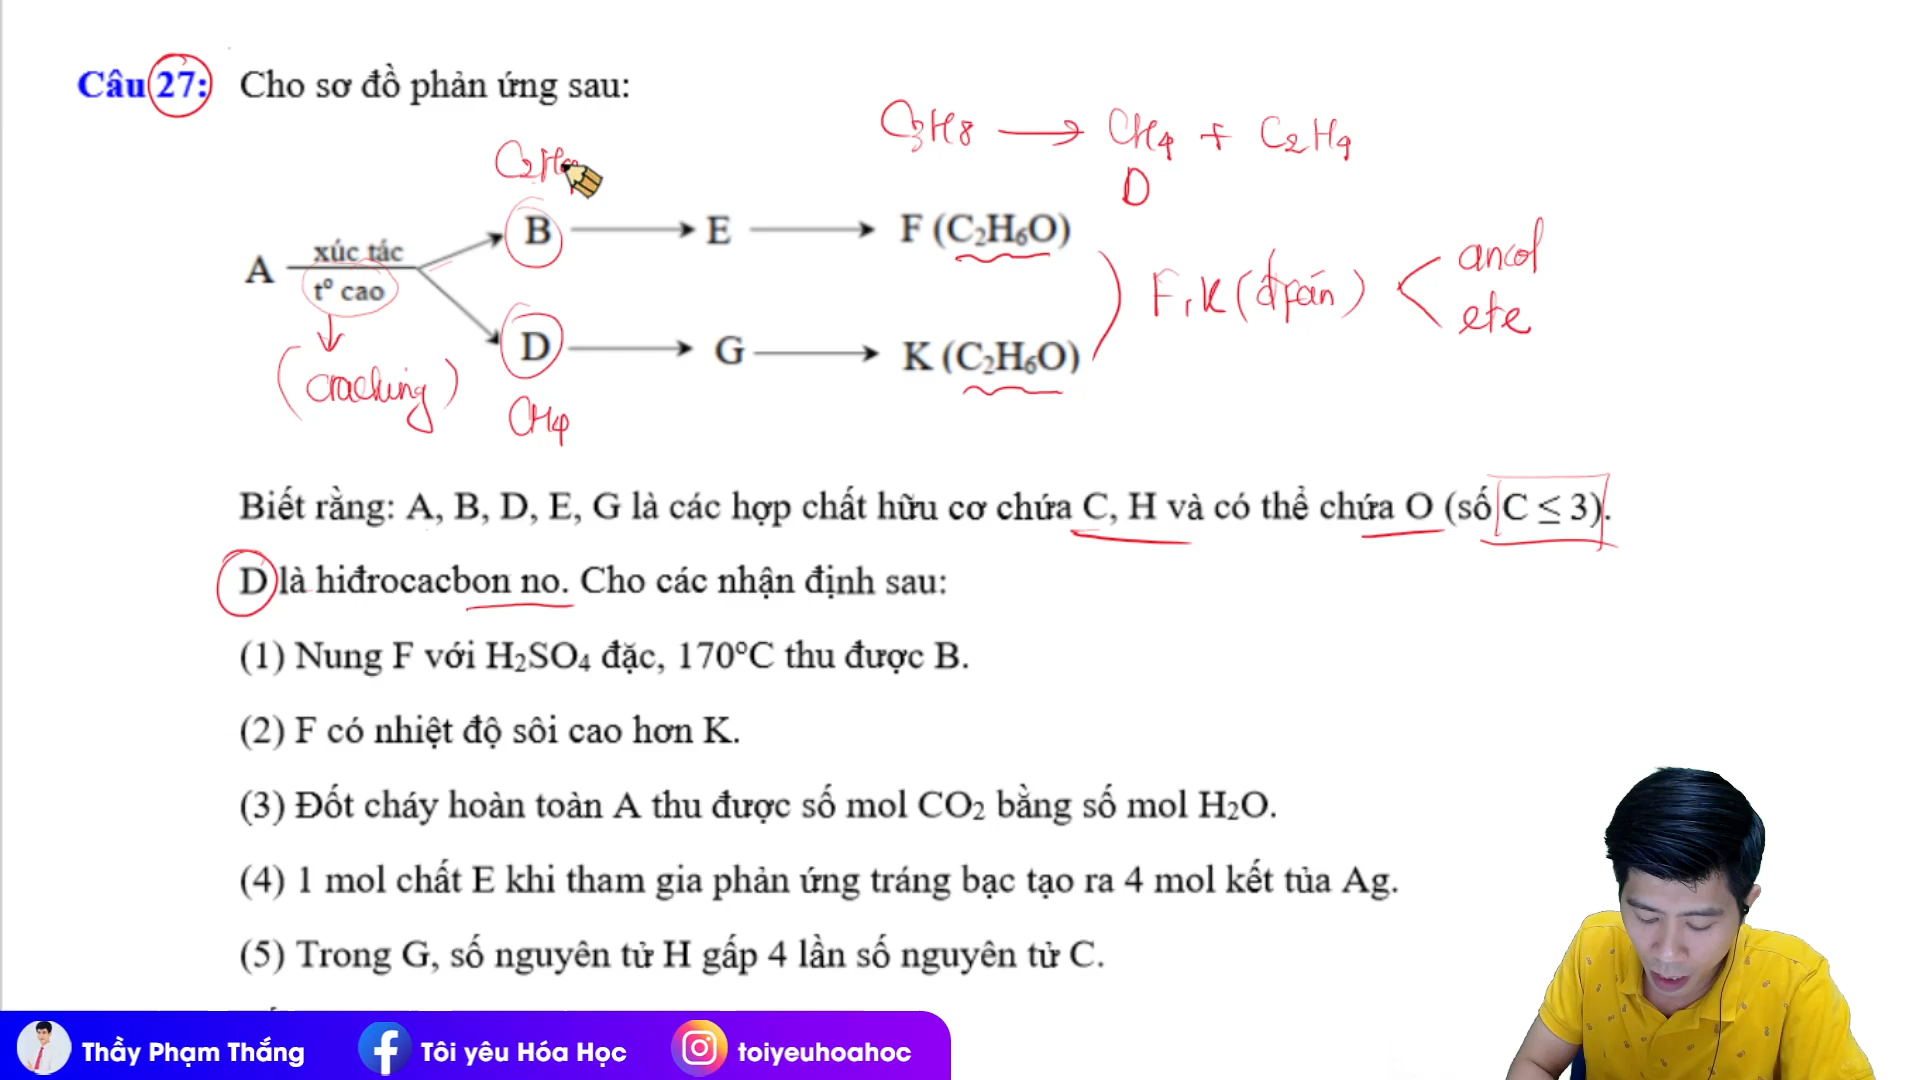 Câu 27: Cho sơ đồ phản ứng sau:
C₃H₈ → CH₄ + C₂H₄
D
C₂H₄
A xúc tác t° cao
B → E → F (C₂H₆O)
D → G → K (C₂H₆O)
F, K (đ phân) ancol
ete
(cracking)
CH₄
Biết rằng: A, B, D, E, G là các hợp chất hữu cơ chứa C, H và có thể chứa O (số C ≤ 3).
D là hiđrocacbon no. Cho các nhận định sau:
(1) Nung F với H₂SO₄ đặc, 170°C thu được B.
(2) F có nhiệt độ sôi cao hơn K.
(3) Đốt cháy hoàn toàn A thu được số mol CO₂ bằng số mol H₂O.
(4) 1 mol chất E khi tham gia phản ứng tráng bạc tạo ra 4 mol kết tủa Ag.
(5) Trong G, số nguyên tử H gấp 4 lần số nguyên tử C.
Thầy Phạm Thắng
Tôi yêu Hóa Học
toiyeuhoahoc